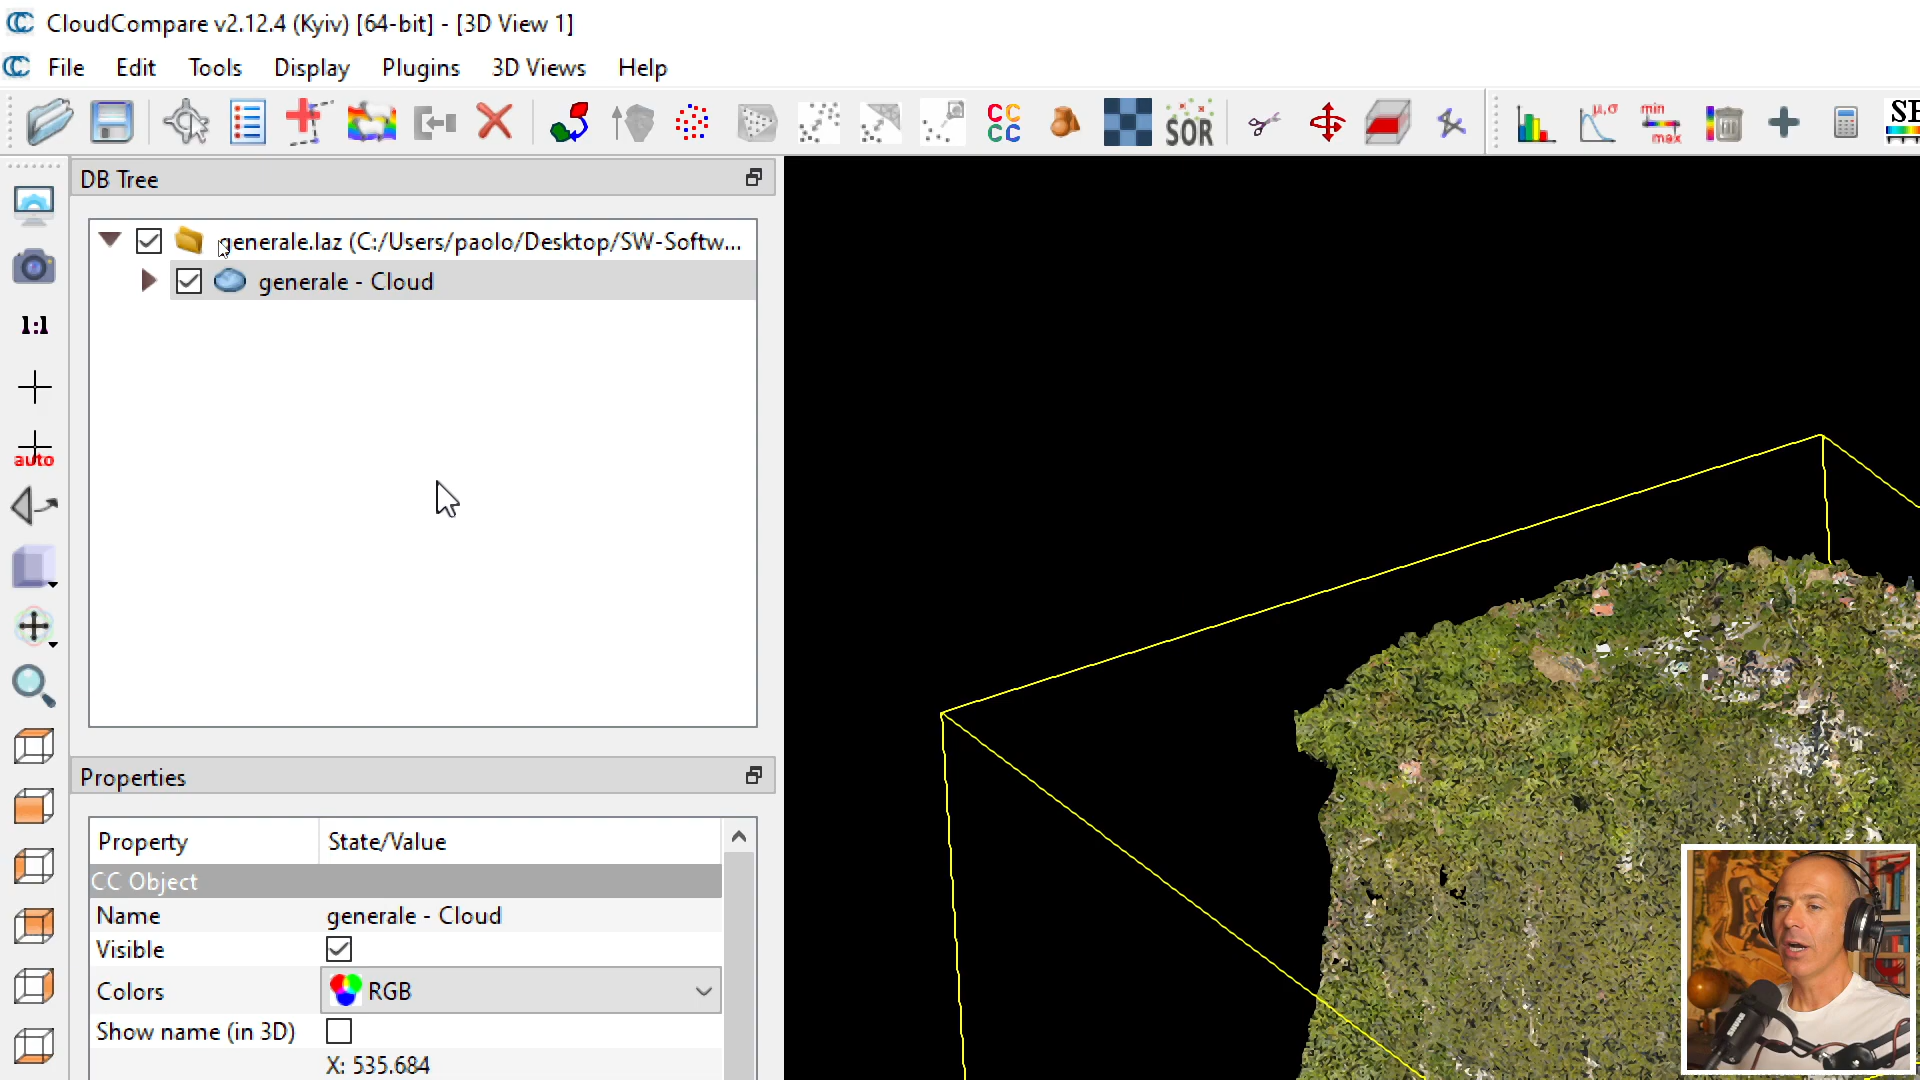 CloudCompare v2.12.4 (Kyiv) [64-bit] - [3D View 1]
File Edit Tools Display Plugins 3D Views Help
CC CC SOR μ,σ min max
DB Tree
generale.laz (C:/Users/paolo/Desktop/SW-Softw...
generale - Cloud
1:1
auto
Properties
Property State/Value
CC Object
Name generale - Cloud
Visible
Colors RGB
Show name (in 3D)
X: 535.684